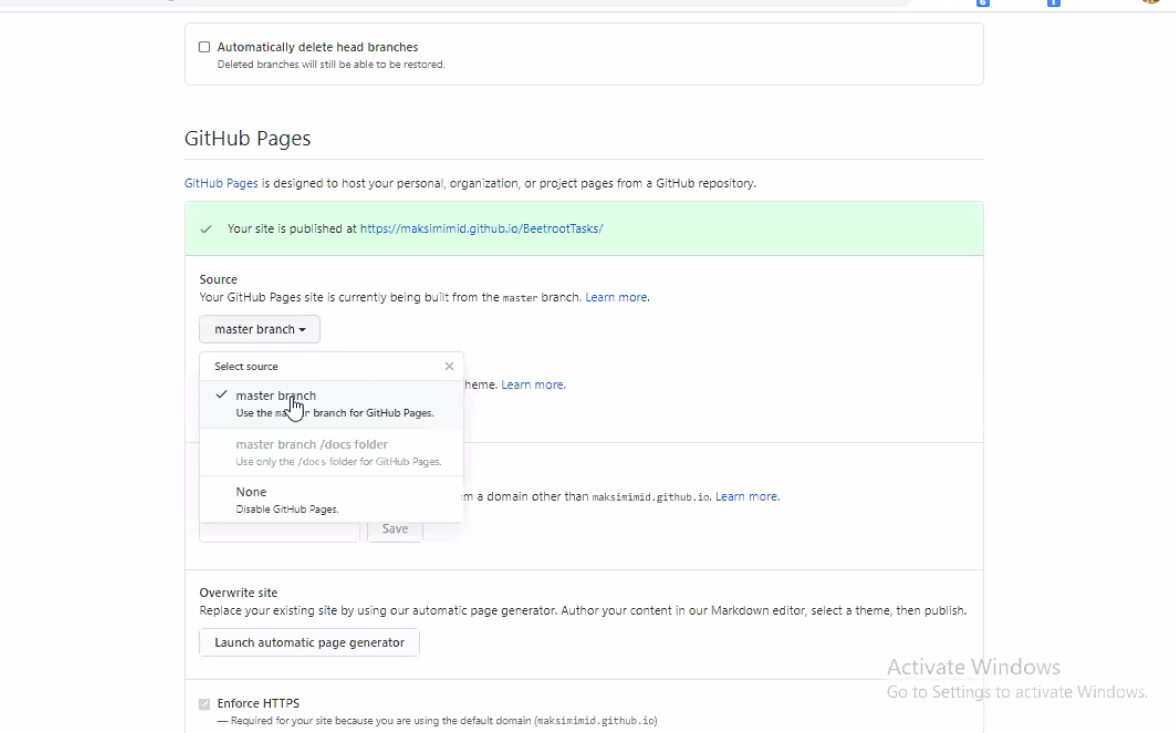 6
1
Automatically delete head branches
Deleted branches will still be able to be restored.
GitHub Pages
GitHub Pages is designed to host your personal, organization, or project pages from a GitHub repository.
Your site is published at https://maksimimid.github.io/BeetrootTasks/
Source
Your GitHub Pages site is currently being built from the master branch. Learn more.
master branch
Select source
heme. Learn more.
master branch
Use the branch for GitHub Pages.
master branch /docs folder
Use only the /docs folder for GitHub Pages.
None
m a domain other than maksimimid.github.io. Learn more.
Disable GitHub Pages.
Save
Overwrite site
Replace your existing site by using our automatic page generator. Author your content in our Markdown editor, select a theme, then publish.
Launch automatic page generator
Activate Windows
Go to Settings to activate Windows.
Enforce HTTPS
— Required for your site because you are using the default domain (maksimimid.github.io)